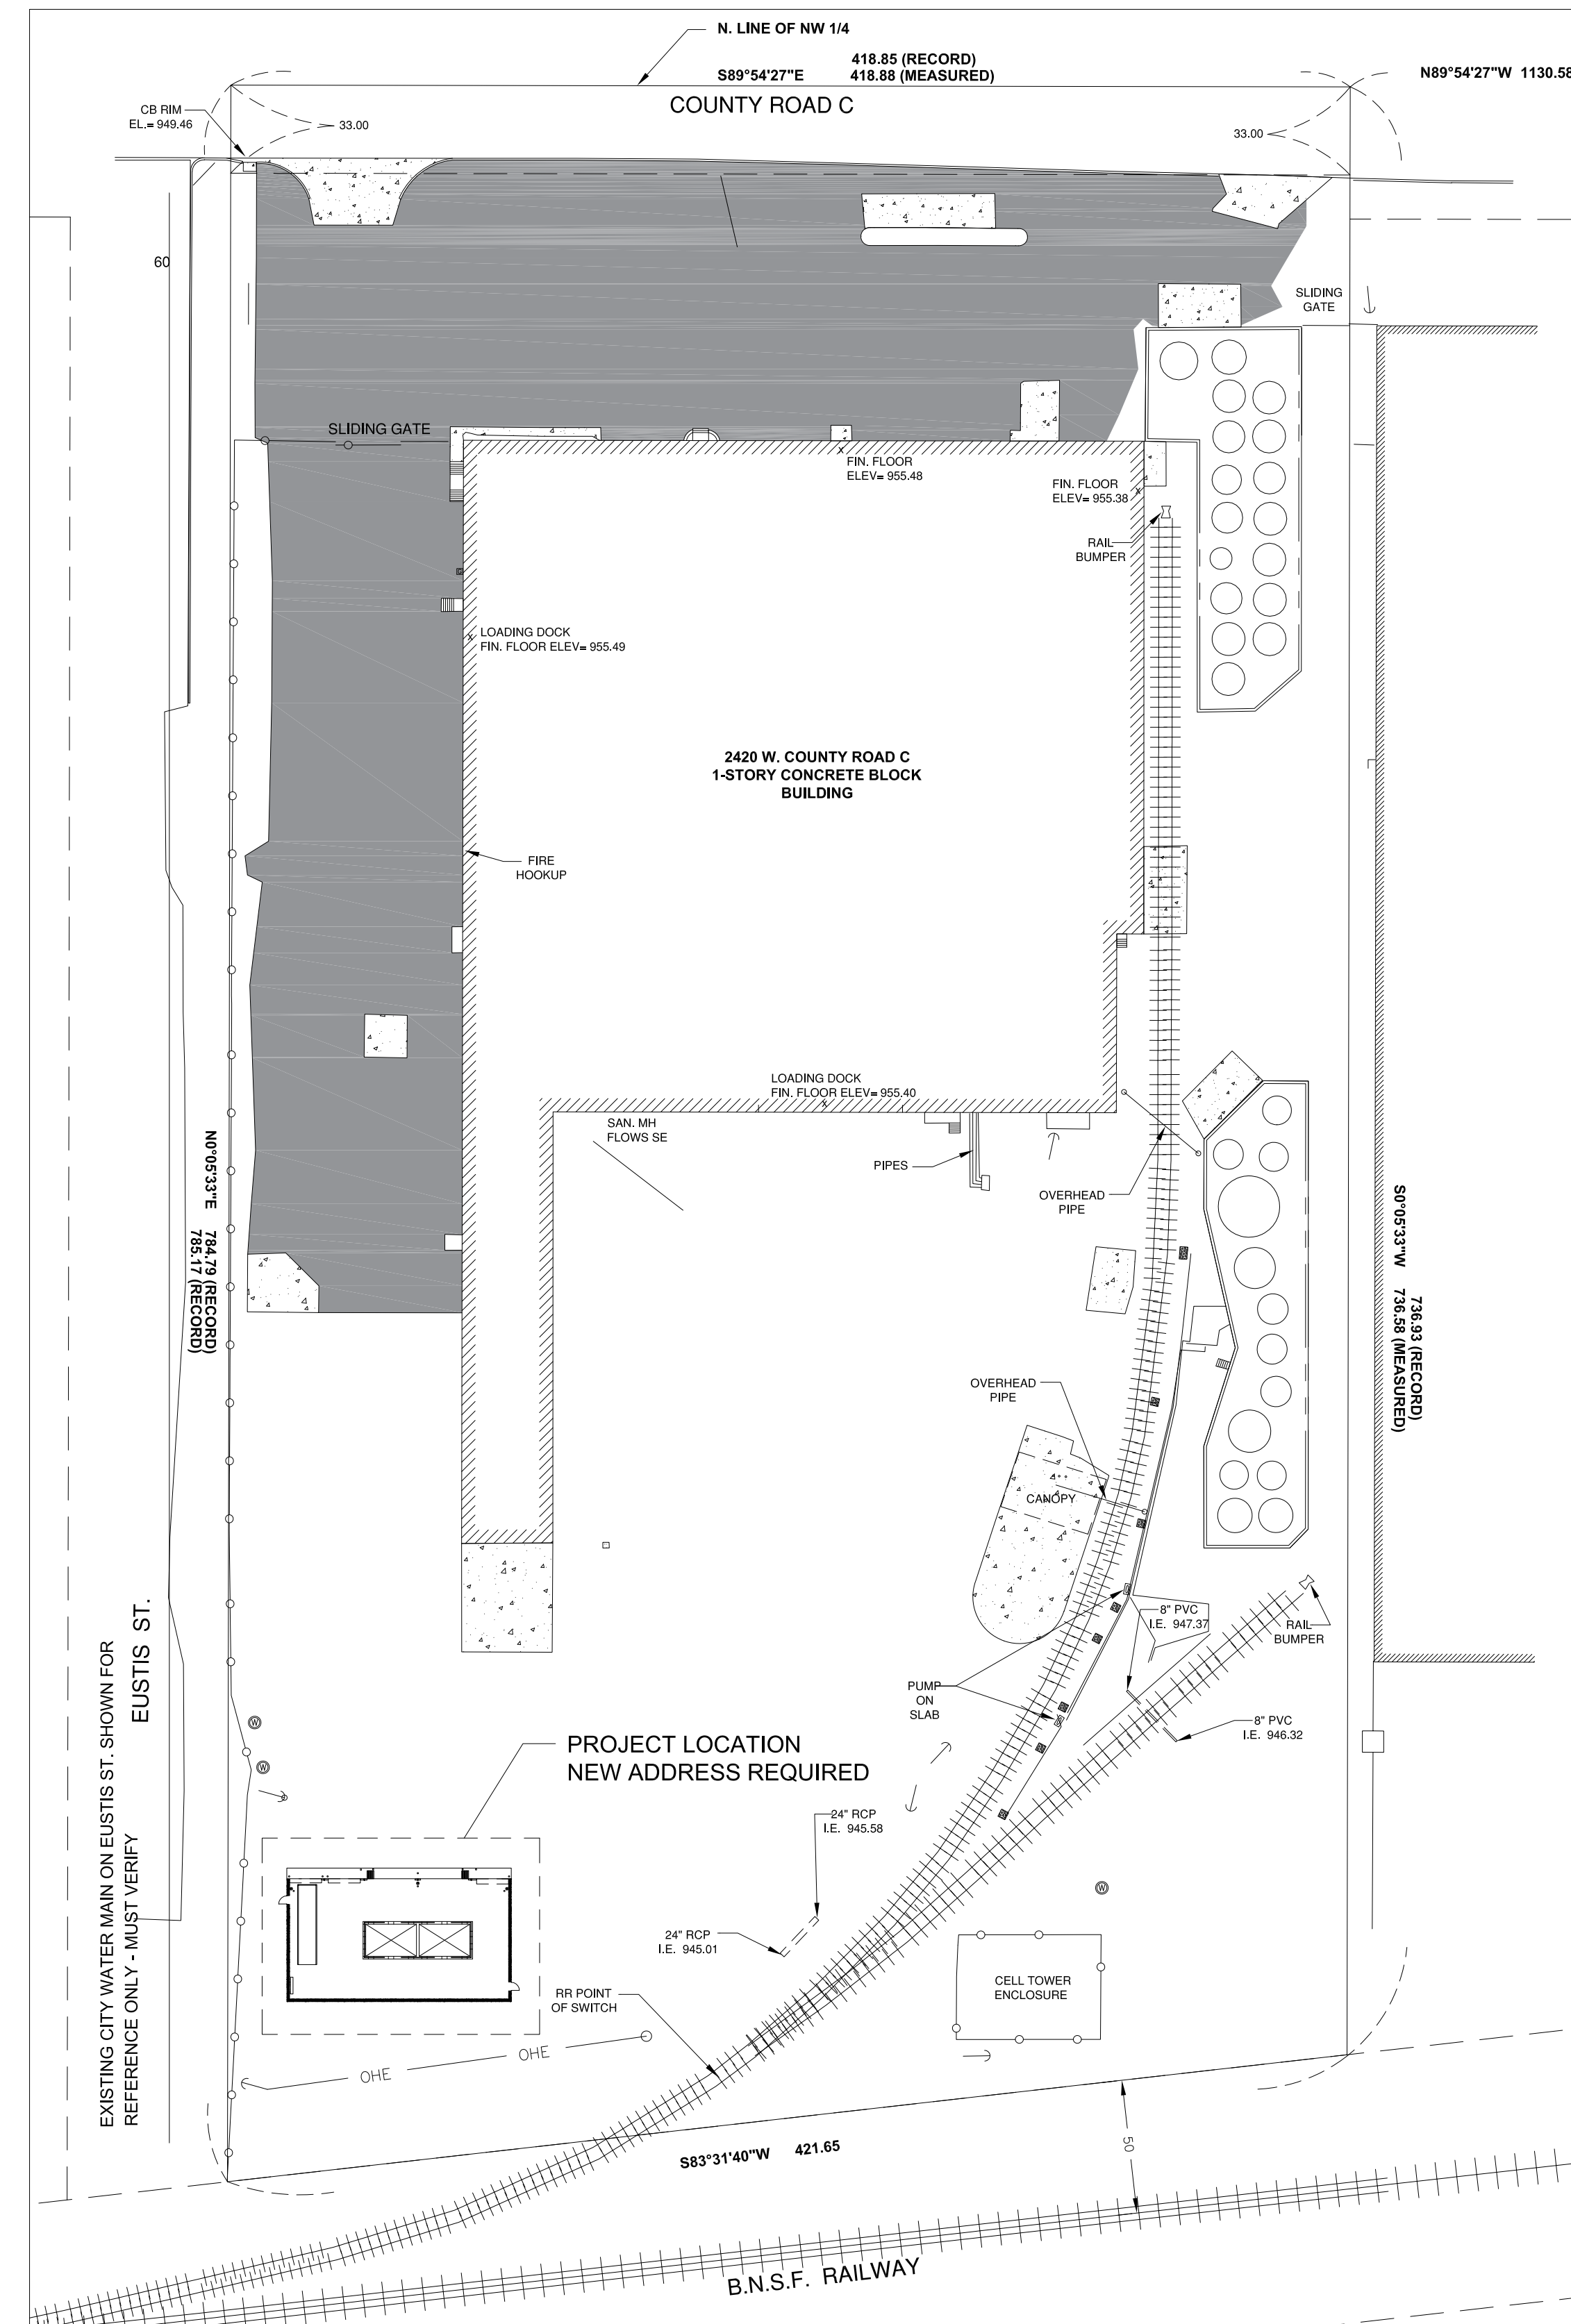 N. LINE OF NW 1/4
418.85 (RECORD)
S89°54'27"E 418.88 (MEASURED)
N89°54'27"W 1130.58
COUNTY ROAD C
CB RIM
EL.= 949.46
33.00
33.00
60
SLIDING
GATE
SLIDING GATE
FIN. FLOOR
ELEV= 955.48
FIN. FLOOR
ELEV= 955.38
RAIL
BUMPER
LOADING DOCK
FIN. FLOOR ELEV= 955.49
2420 W. COUNTY ROAD C
1-STORY CONCRETE BLOCK
BUILDING
FIRE
HOOKUP
LOADING DOCK
FIN. FLOOR ELEV= 955.40
SAN. MH
FLOWS SE
PIPES
OVERHEAD
PIPE
N0°05'33"E 784.79 (RECORD)
785.17 (RECORD)
736.93 (RECORD)
S0°05'33"W 736.58 (MEASURED)
OVERHEAD
PIPE
CANOPY
8" PVC
I.E. 947.37
RAIL
BUMPER
PUMP
ON
SLAB
8" PVC
I.E. 946.32
EUSTIS ST.
EXISTING CITY WATER MAIN ON EUSTIS ST. SHOWN FOR
REFERENCE ONLY - MUST VERIFY
W
W
PROJECT LOCATION
NEW ADDRESS REQUIRED
24" RCP
I.E. 945.58
24" RCP
I.E. 945.01
W
CELL TOWER
ENCLOSURE
RR POINT
OF SWITCH
OHE
OHE
S83°31'40"W 421.65
50
B.N.S.F. RAILWAY